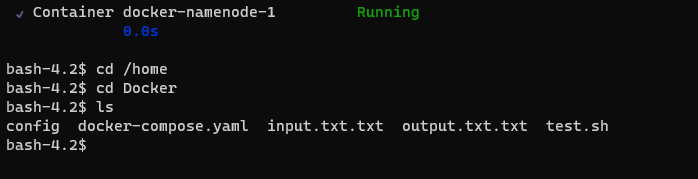 ✓ Container docker-namenode-1 Running
0.0s
bash-4.2$ cd /home
bash-4.2$ cd Docker
bash-4.2$ ls
config docker-compose.yaml input.txt.txt output.txt.txt test.sh
bash-4.2$